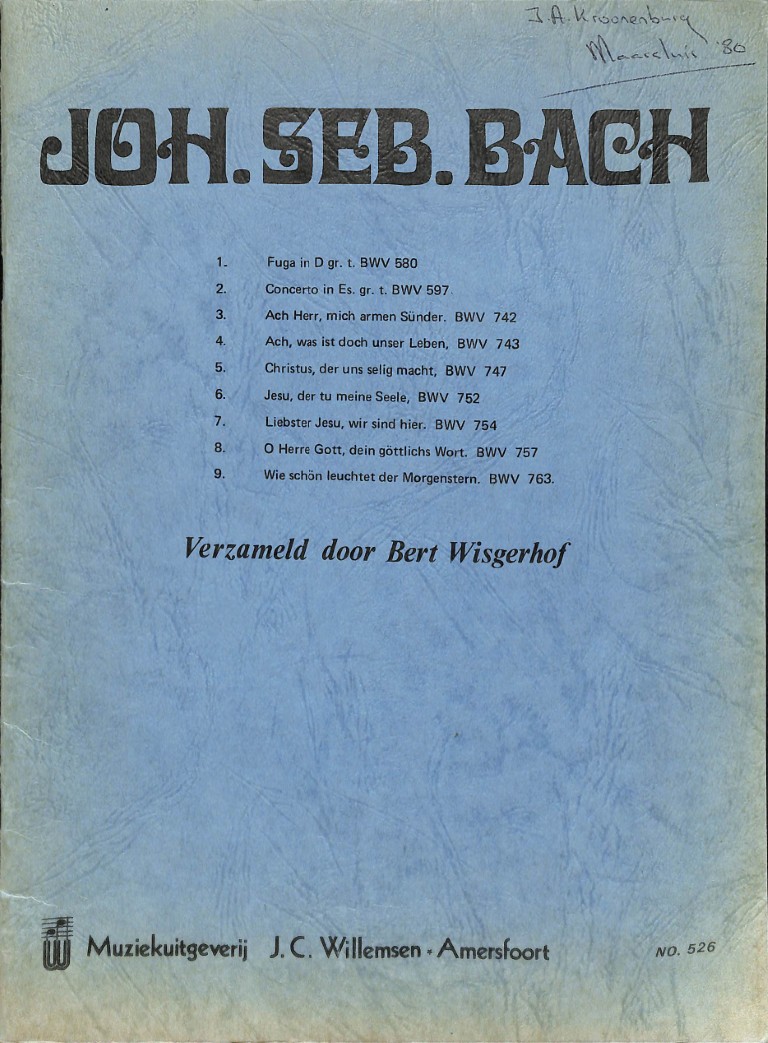 J.A. Kroonenburg
Maassluis '80
JOH. SEB. BACH
1. Fuga in D gr. t. BWV 580
2. Concerto in Es. gr. t. BWV 597
3. Ach Herr, mich armen Sünder. BWV 742
4. Ach, was ist doch unser Leben, BWV 743
5. Christus, der uns selig macht, BWV 747
6. Jesu, der tu meine Seele, BWV 752
7. Liebster Jesu, wir sind hier. BWV 754
8. O Herre Gott, dein göttlichs Wort. BWV 757
9. Wie schön leuchtet der Morgenstern. BWV 763.
Verzameld door Bert Wisgerhof
Muziekuitgeverij J. C. Willemsen * Amersfoort NO. 526